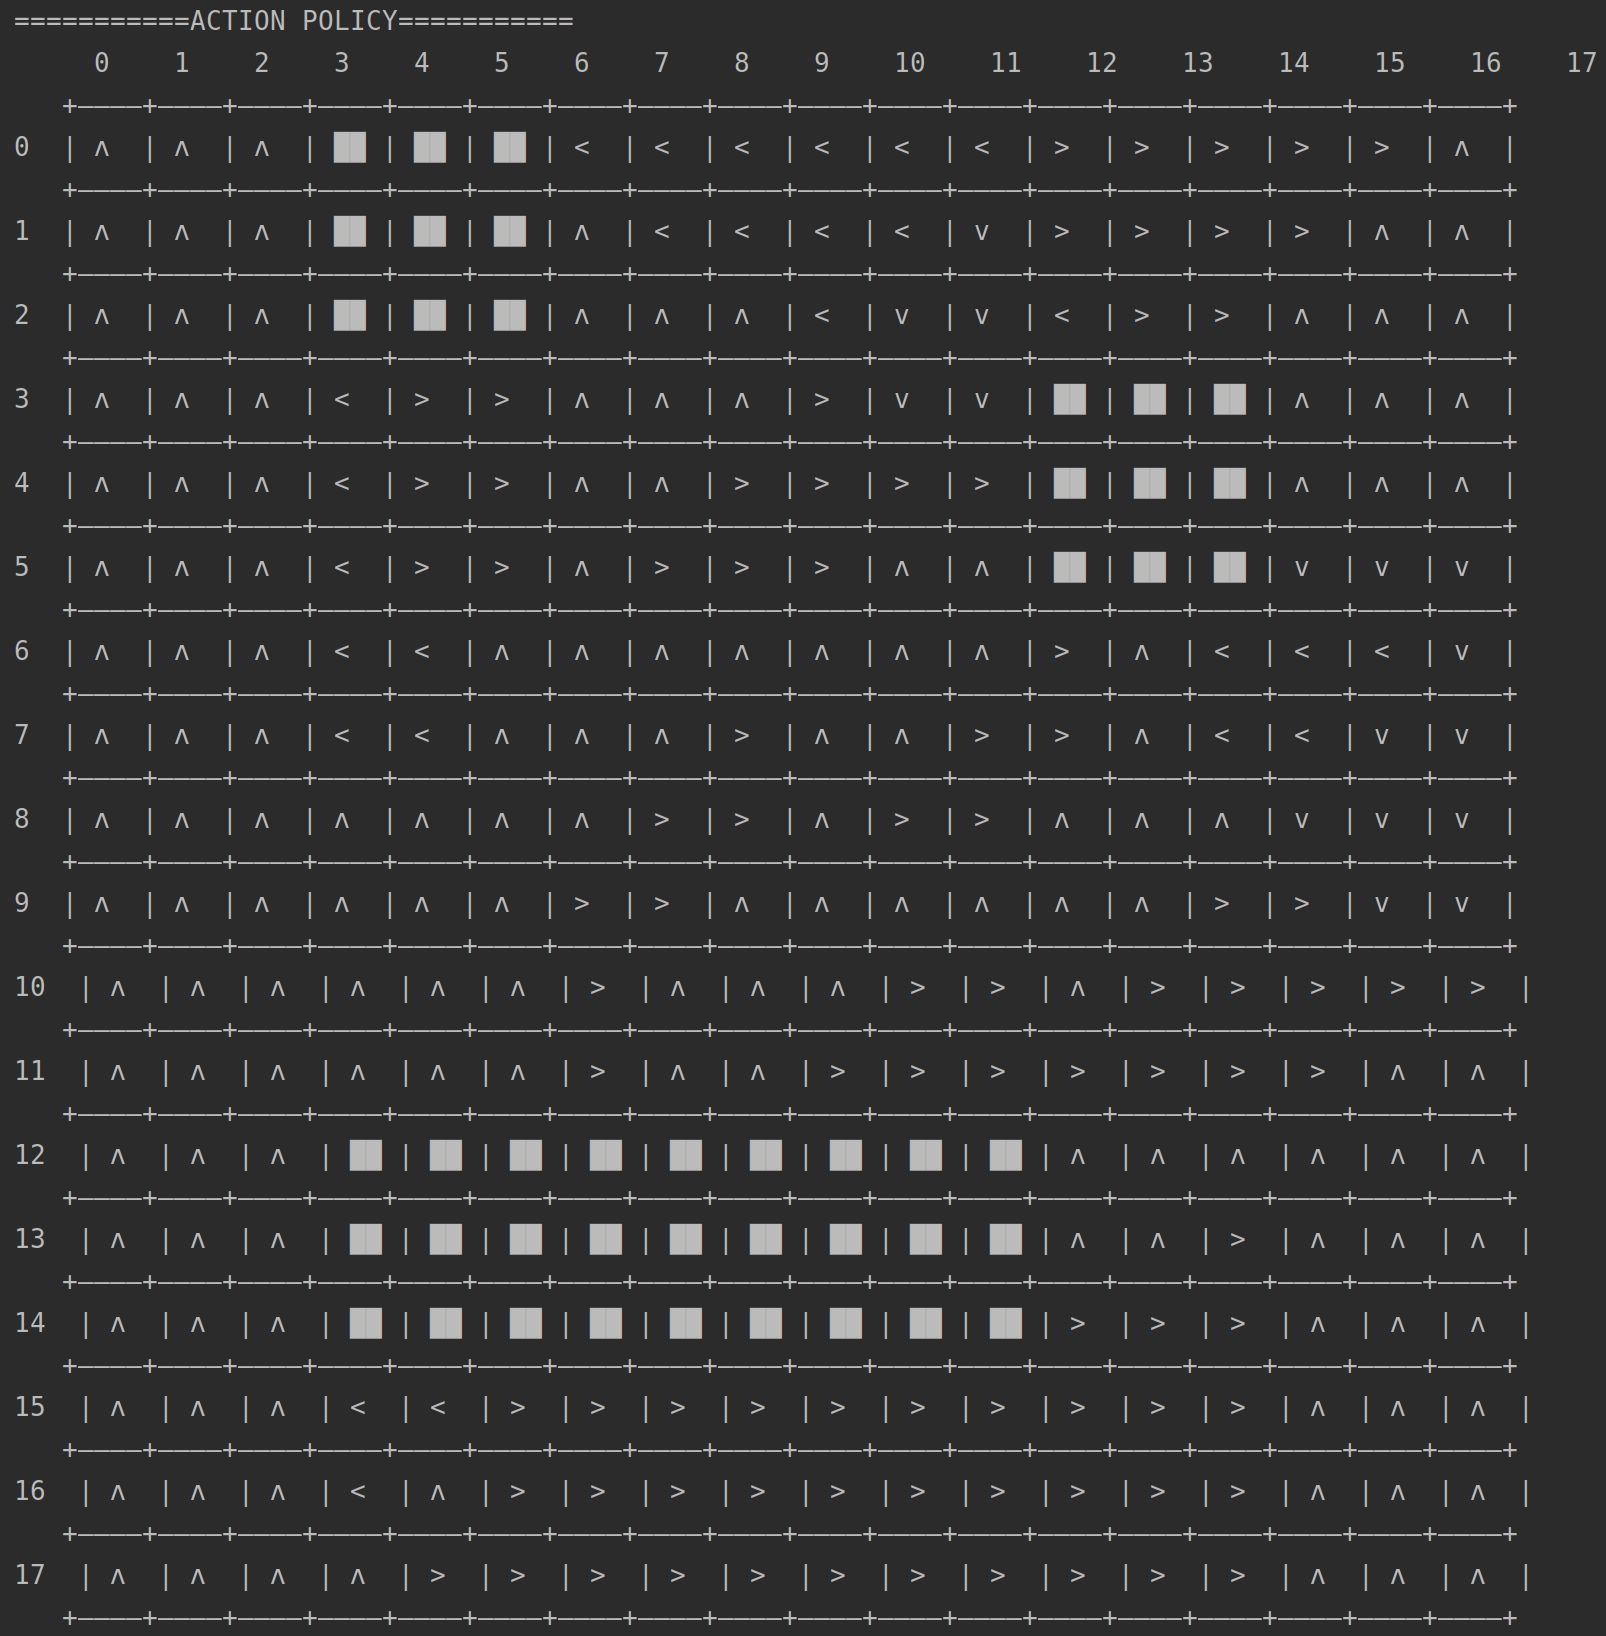 ===========ACTION POLICY===========
     0    1    2    3    4    5    6    7    8    9    10    11    12    13    14    15    16    17
   +————+————+————+————+————+————+————+————+————+————+————+————+————+————+————+————+————+————+
0  | ʌ  | ʌ  | ʌ  | ██ | ██ | ██ | <  | <  | <  | <  | <  | <  | >  | >  | >  | >  | >  | ʌ  |
   +————+————+————+————+————+————+————+————+————+————+————+————+————+————+————+————+————+————+
1  | ʌ  | ʌ  | ʌ  | ██ | ██ | ██ | ʌ  | <  | <  | <  | <  | v  | >  | >  | >  | >  | ʌ  | ʌ  |
   +————+————+————+————+————+————+————+————+————+————+————+————+————+————+————+————+————+————+
2  | ʌ  | ʌ  | ʌ  | ██ | ██ | ██ | ʌ  | ʌ  | ʌ  | <  | v  | v  | <  | >  | >  | ʌ  | ʌ  | ʌ  |
   +————+————+————+————+————+————+————+————+————+————+————+————+————+————+————+————+————+————+
3  | ʌ  | ʌ  | ʌ  | <  | >  | >  | ʌ  | ʌ  | ʌ  | >  | v  | v  | ██ | ██ | ██ | ʌ  | ʌ  | ʌ  |
   +————+————+————+————+————+————+————+————+————+————+————+————+————+————+————+————+————+————+
4  | ʌ  | ʌ  | ʌ  | <  | >  | >  | ʌ  | ʌ  | >  | >  | >  | >  | ██ | ██ | ██ | ʌ  | ʌ  | ʌ  |
   +————+————+————+————+————+————+————+————+————+————+————+————+————+————+————+————+————+————+
5  | ʌ  | ʌ  | ʌ  | <  | >  | >  | ʌ  | >  | >  | >  | ʌ  | ʌ  | ██ | ██ | ██ | v  | v  | v  |
   +————+————+————+————+————+————+————+————+————+————+————+————+————+————+————+————+————+————+
6  | ʌ  | ʌ  | ʌ  | <  | <  | ʌ  | ʌ  | ʌ  | ʌ  | ʌ  | ʌ  | ʌ  | >  | ʌ  | <  | <  | <  | v  |
   +————+————+————+————+————+————+————+————+————+————+————+————+————+————+————+————+————+————+
7  | ʌ  | ʌ  | ʌ  | <  | <  | ʌ  | ʌ  | ʌ  | >  | ʌ  | ʌ  | >  | >  | ʌ  | <  | <  | v  | v  |
   +————+————+————+————+————+————+————+————+————+————+————+————+————+————+————+————+————+————+
8  | ʌ  | ʌ  | ʌ  | ʌ  | ʌ  | ʌ  | ʌ  | >  | >  | ʌ  | >  | >  | ʌ  | ʌ  | ʌ  | v  | v  | v  |
   +————+————+————+————+————+————+————+————+————+————+————+————+————+————+————+————+————+————+
9  | ʌ  | ʌ  | ʌ  | ʌ  | ʌ  | ʌ  | >  | >  | ʌ  | ʌ  | ʌ  | ʌ  | ʌ  | ʌ  | >  | >  | v  | v  |
   +————+————+————+————+————+————+————+————+————+————+————+————+————+————+————+————+————+————+
10  | ʌ  | ʌ  | ʌ  | ʌ  | ʌ  | ʌ  | >  | ʌ  | ʌ  | ʌ  | >  | >  | ʌ  | >  | >  | >  | >  | >  |
   +————+————+————+————+————+————+————+————+————+————+————+————+————+————+————+————+————+————+
11  | ʌ  | ʌ  | ʌ  | ʌ  | ʌ  | ʌ  | >  | ʌ  | ʌ  | >  | >  | >  | >  | >  | >  | >  | ʌ  | ʌ  |
   +————+————+————+————+————+————+————+————+————+————+————+————+————+————+————+————+————+————+
12  | ʌ  | ʌ  | ʌ  | ██ | ██ | ██ | ██ | ██ | ██ | ██ | ██ | ██ | ʌ  | ʌ  | ʌ  | ʌ  | ʌ  | ʌ  |
   +————+————+————+————+————+————+————+————+————+————+————+————+————+————+————+————+————+————+
13  | ʌ  | ʌ  | ʌ  | ██ | ██ | ██ | ██ | ██ | ██ | ██ | ██ | ██ | ʌ  | ʌ  | >  | ʌ  | ʌ  | ʌ  |
   +————+————+————+————+————+————+————+————+————+————+————+————+————+————+————+————+————+————+
14  | ʌ  | ʌ  | ʌ  | ██ | ██ | ██ | ██ | ██ | ██ | ██ | ██ | ██ | >  | >  | >  | ʌ  | ʌ  | ʌ  |
   +————+————+————+————+————+————+————+————+————+————+————+————+————+————+————+————+————+————+
15  | ʌ  | ʌ  | ʌ  | <  | <  | >  | >  | >  | >  | >  | >  | >  | >  | >  | >  | ʌ  | ʌ  | ʌ  |
   +————+————+————+————+————+————+————+————+————+————+————+————+————+————+————+————+————+————+
16  | ʌ  | ʌ  | ʌ  | <  | ʌ  | >  | >  | >  | >  | >  | >  | >  | >  | >  | >  | ʌ  | ʌ  | ʌ  |
   +————+————+————+————+————+————+————+————+————+————+————+————+————+————+————+————+————+————+
17  | ʌ  | ʌ  | ʌ  | ʌ  | >  | >  | >  | >  | >  | >  | >  | >  | >  | >  | >  | ʌ  | ʌ  | ʌ  |
   +————+————+————+————+————+————+————+————+————+————+————+————+————+————+————+————+————+————+